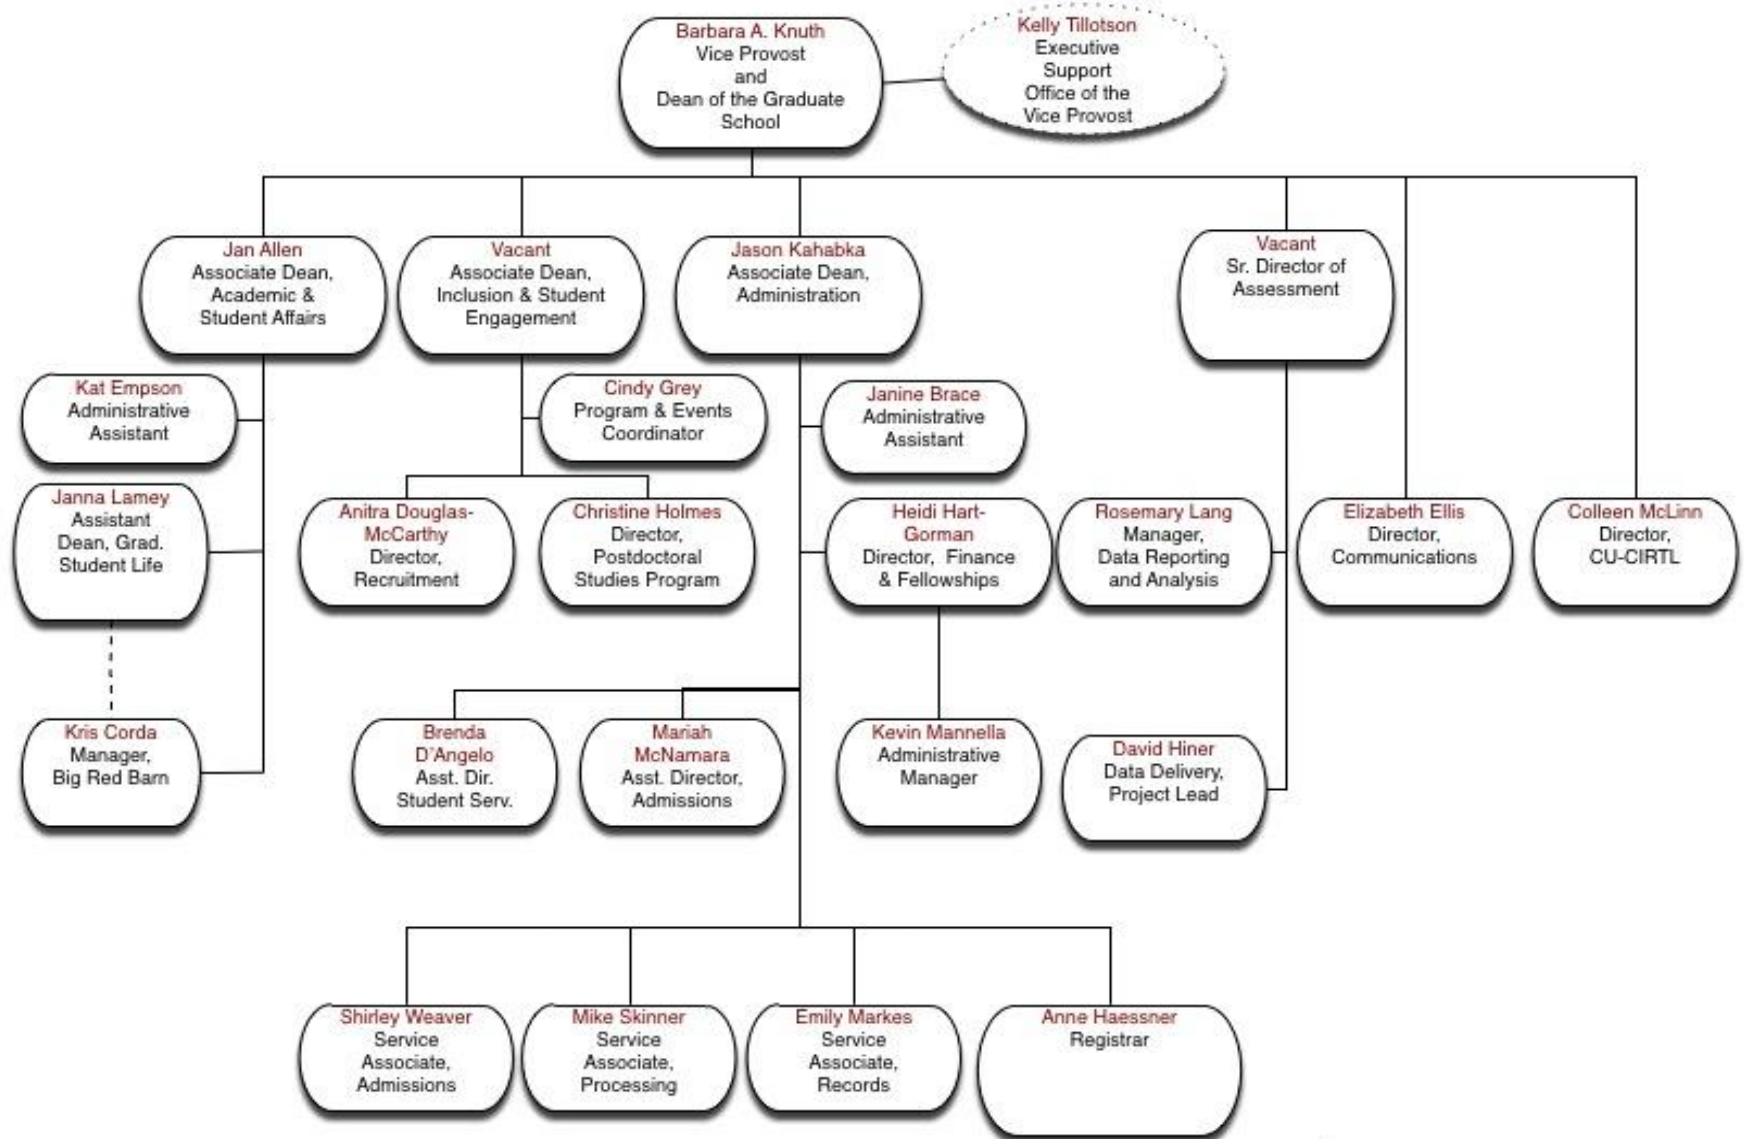 Barbara A. Knuth
Vice Provost
and
Dean of the Graduate
School
Kelly Tillotson
Executive
Support
Office of the
Vice Provost
Jan Allen
Associate Dean,
Academic &
Student Affairs
Vacant
Associate Dean,
Inclusion & Student
Engagement
Jason Kahabka
Associate Dean,
Administration
Vacant
Sr. Director of
Assessment
Kat Empson
Administrative
Assistant
Cindy Grey
Program & Events
Coordinator
Janine Brace
Administrative
Assistant
Janna Lamey
Assistant
Dean, Grad.
Student Life
Anitra Douglas-
McCarthy
Director,
Recruitment
Christine Holmes
Director,
Postdoctoral
Studies Program
Heidi Hart-
Gorman
Director, Finance
& Fellowships
Rosemary Lang
Manager,
Data Reporting
and Analysis
Elizabeth Ellis
Director,
Communications
Colleen McLinn
Director,
CU-CIRTL
Kris Corda
Manager,
Big Red Barn
Brenda
D'Angelo
Asst. Dir.
Student Serv.
Mariah
McNamara
Asst. Director,
Admissions
Kevin Mannella
Administrative
Manager
David Hiner
Data Delivery,
Project Lead
Shirley Weaver
Service
Associate,
Admissions
Mike Skinner
Service
Associate,
Processing
Emily Markes
Service
Associate,
Records
Anne Haessner
Registrar